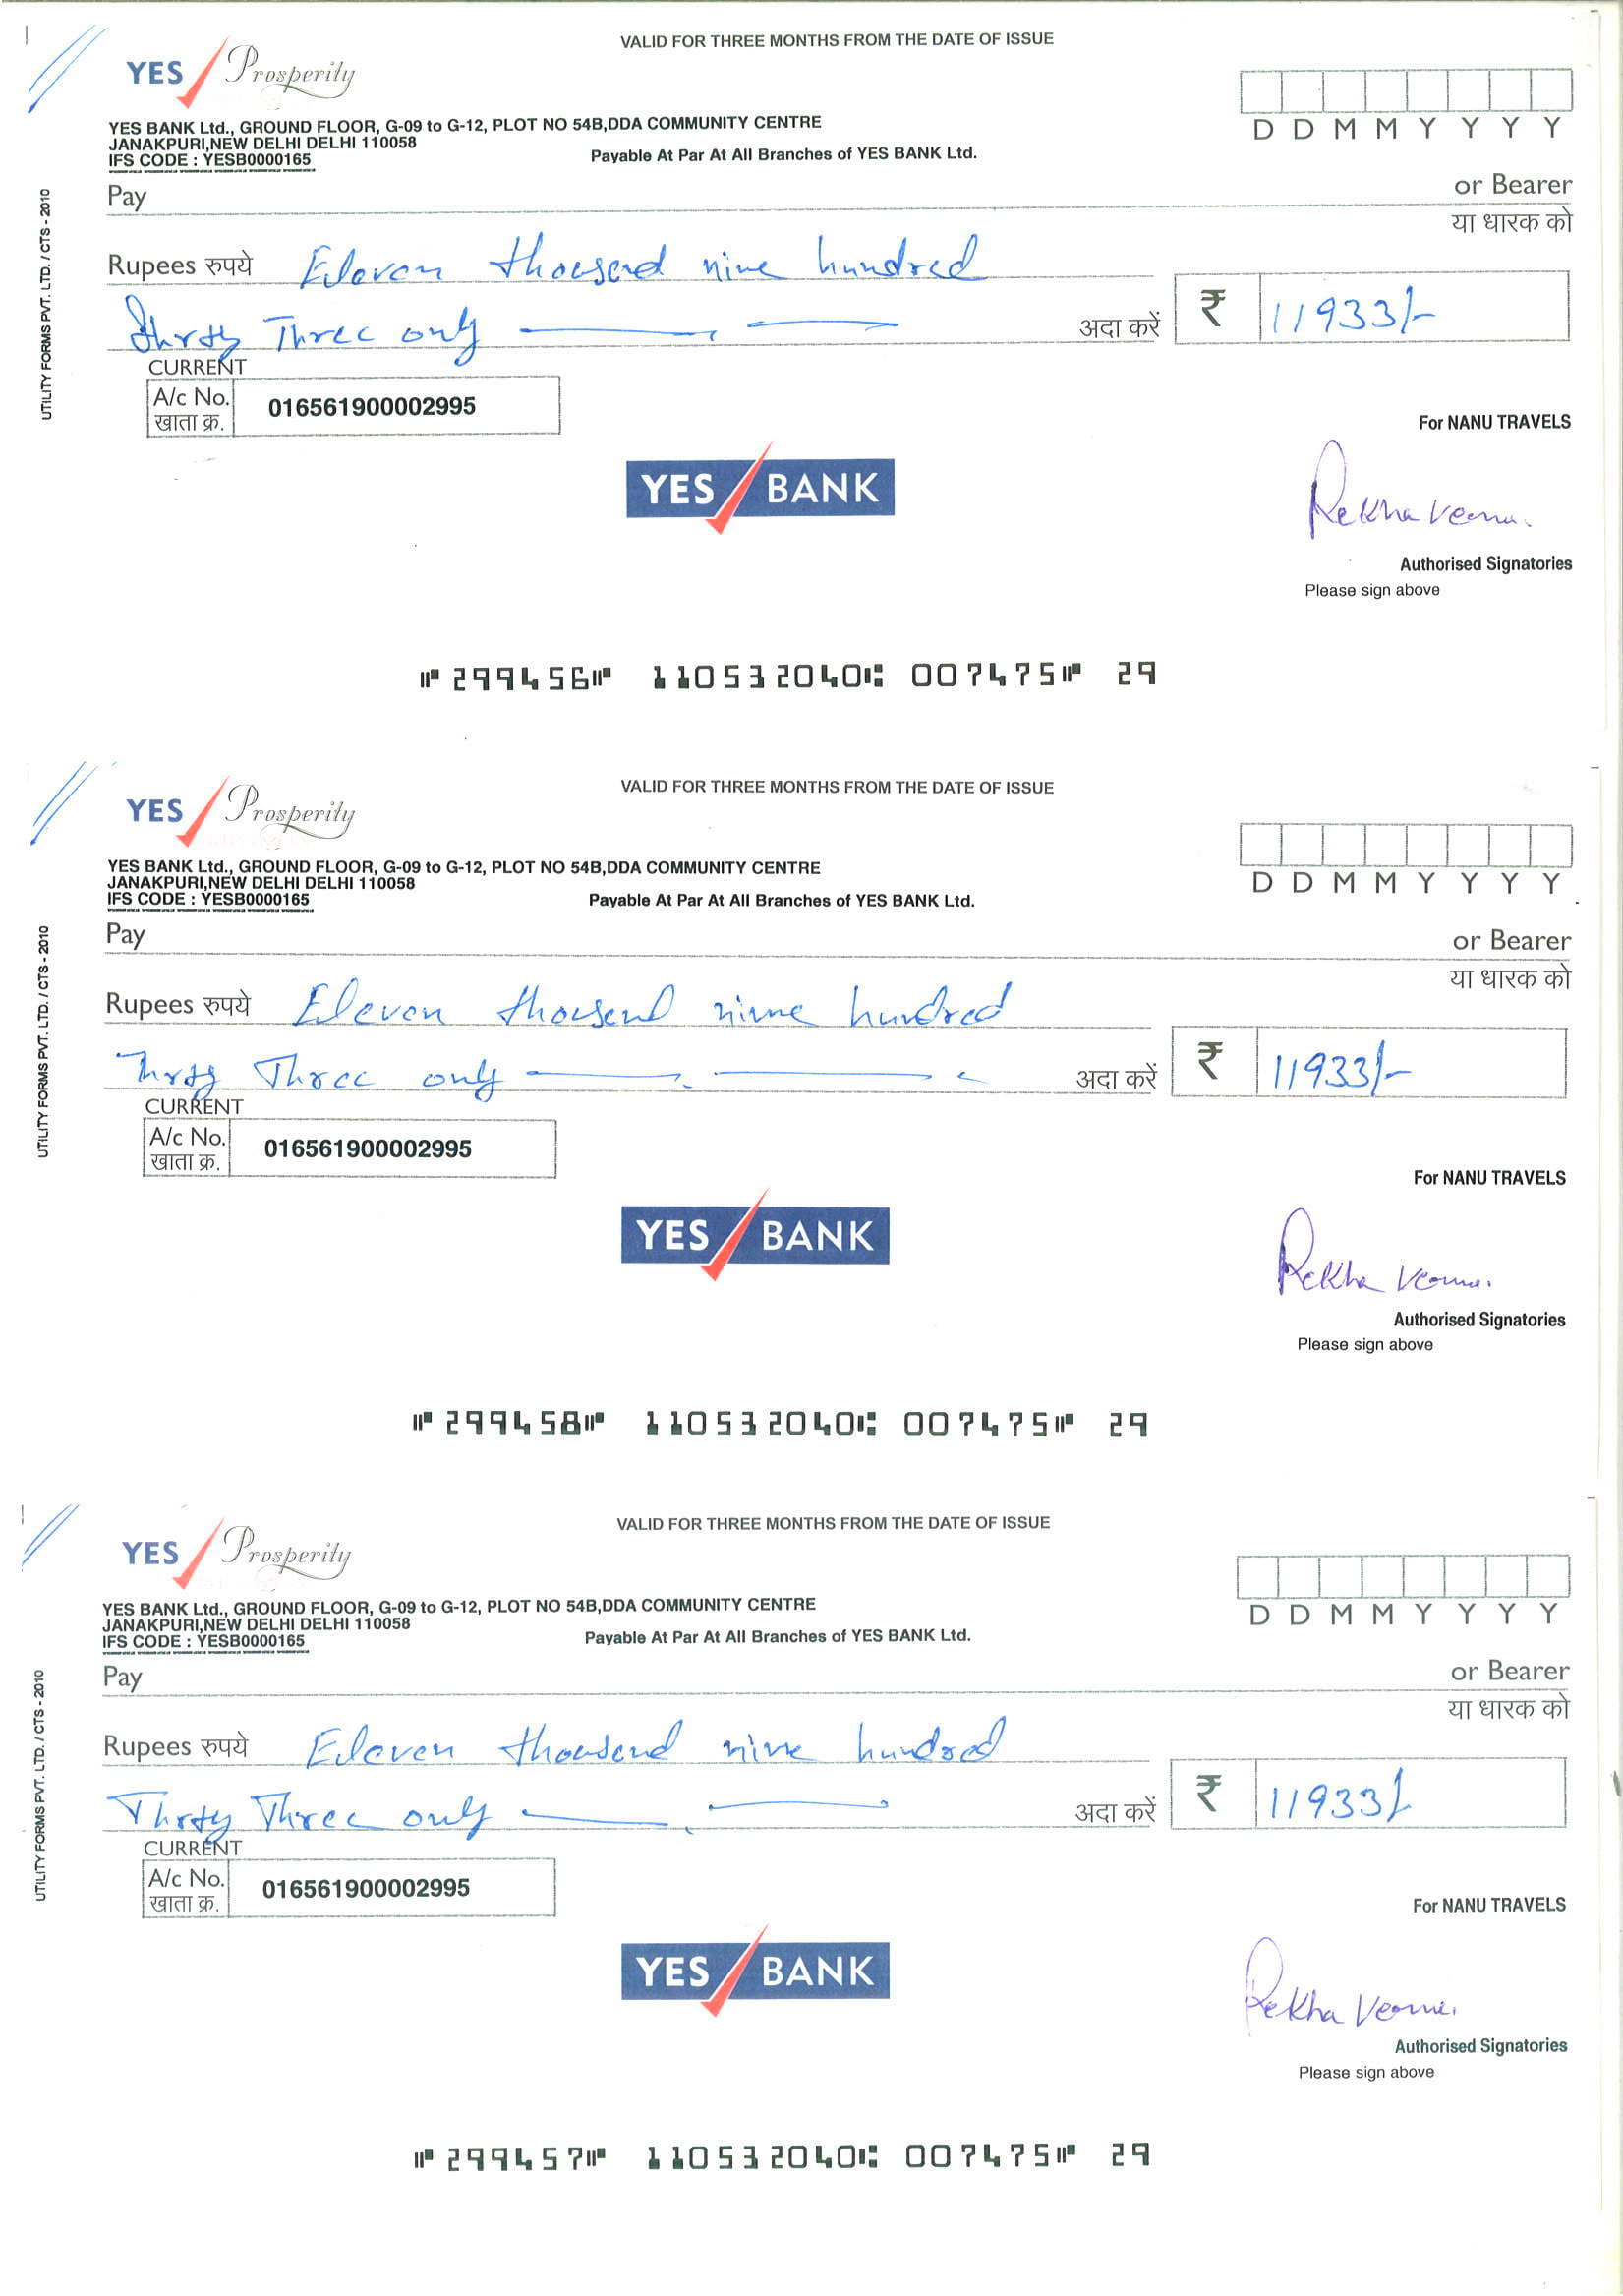 VALID FOR THREE MONTHS FROM THE DATE OF ISSUE
YES Prosperity
YES BANK Ltd., GROUND FLOOR, G-09 to G-12, PLOT NO 54B,DDA COMMUNITY CENTRE
JANAKPURI,NEW DELHI DELHI 110058
IFS CODE : YESB0000165
Payable At Par At All Branches of YES BANK Ltd.
D D M M Y Y Y Y
Pay
or Bearer
या धारक को
Rupees रुपये Eleven thousend nine hundred
Thirty Three only
अदा करें ₹ 11933/-
CURRENT
A/c No. 016561900002995
खाता क्र.
For NANU TRAVELS
YES BANK
Rekha Verma
Authorised Signatories
Please sign above
⑈299456⑈ 110532040⑆ 007475⑈ 29
UTILITY FORMS PVT. LTD. / CTS - 2010
VALID FOR THREE MONTHS FROM THE DATE OF ISSUE
YES Prosperity
YES BANK Ltd., GROUND FLOOR, G-09 to G-12, PLOT NO 54B,DDA COMMUNITY CENTRE
JANAKPURI,NEW DELHI DELHI 110058
IFS CODE : YESB0000165
Payable At Par At All Branches of YES BANK Ltd.
D D M M Y Y Y Y
Pay
or Bearer
या धारक को
Rupees रुपये Eleven thousend nine hundred
Thirty Three only
अदा करें ₹ 11933/-
CURRENT
A/c No. 016561900002995
खाता क्र.
For NANU TRAVELS
YES BANK
Rekha Verma
Authorised Signatories
Please sign above
⑈299458⑈ 110532040⑆ 007475⑈ 29
UTILITY FORMS PVT. LTD. / CTS - 2010
VALID FOR THREE MONTHS FROM THE DATE OF ISSUE
YES Prosperity
YES BANK Ltd., GROUND FLOOR, G-09 to G-12, PLOT NO 54B,DDA COMMUNITY CENTRE
JANAKPURI,NEW DELHI DELHI 110058
IFS CODE : YESB0000165
Payable At Par At All Branches of YES BANK Ltd.
D D M M Y Y Y Y
Pay
or Bearer
या धारक को
Rupees रुपये Eleven thousend nine hundred
Thirty Three only
अदा करें ₹ 11933/-
CURRENT
A/c No. 016561900002995
खाता क्र.
For NANU TRAVELS
YES BANK
Rekha Verma
Authorised Signatories
Please sign above
⑈299457⑈ 110532040⑆ 007475⑈ 29
UTILITY FORMS PVT. LTD. / CTS - 2010